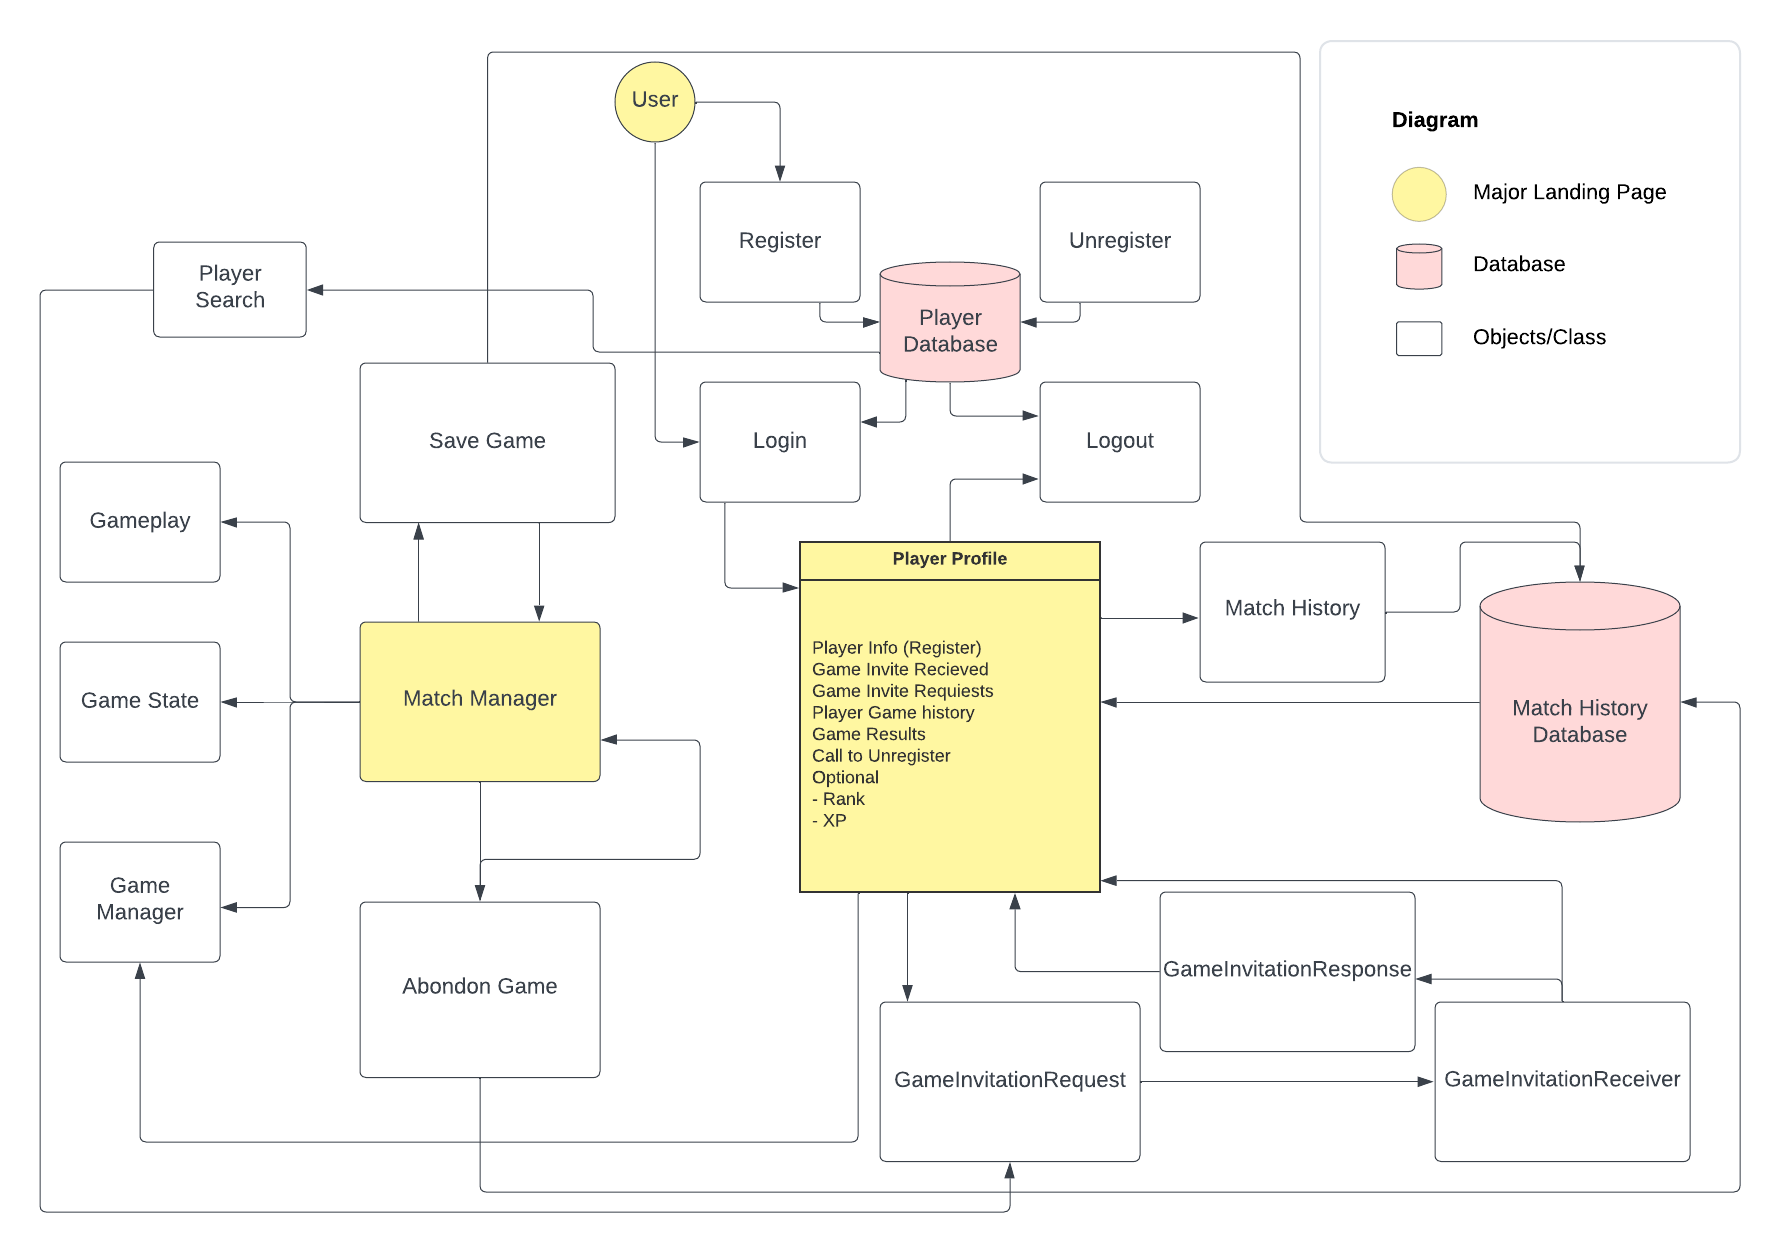 User
Diagram
Major Landing Page
Database
Objects/Class
Register
Unregister
Player
Search
Player
Database
Save Game
Login
Logout
Gameplay
Player Profile
Player Info (Register)
Game Invite Recieved
Game Invite Requiests
Player Game history
Game Results
Call to Unregister
Optional
- Rank
- XP
Match History
Match History
Database
Game State
Match Manager
Game
Manager
Abondon Game
GameInvitationResponse
GameInvitationRequest
GameInvitationReceiver